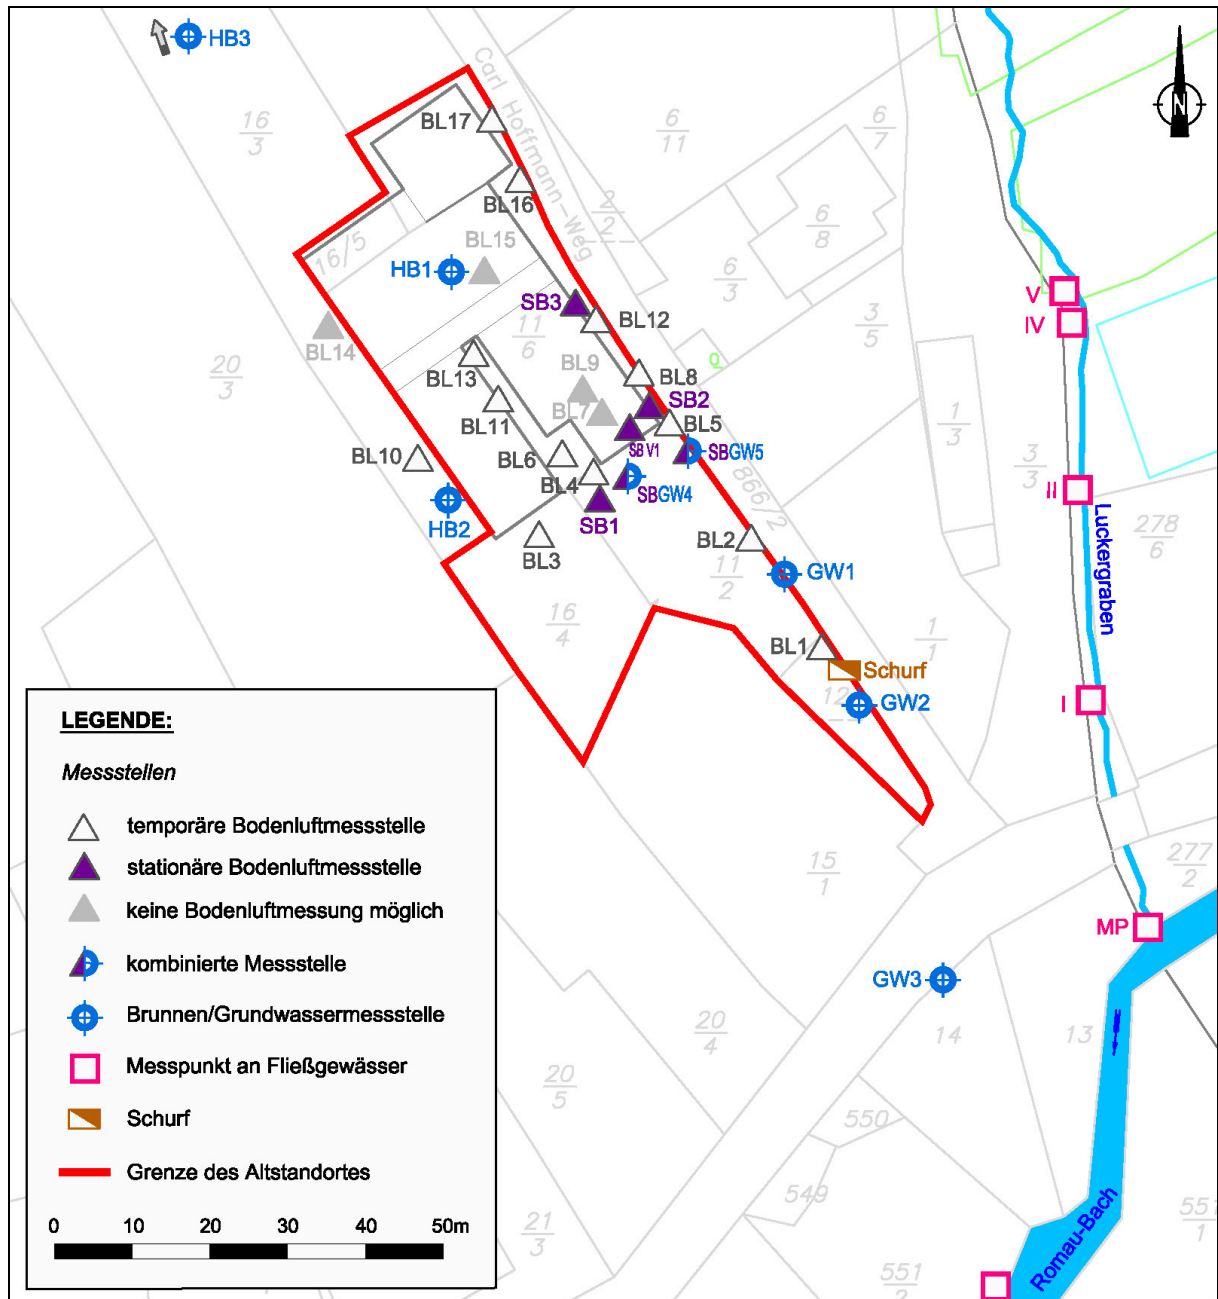 HB3
N
Carl Hoffmann-Weg
BL17
16
3
6
11
6
7
BL16
2
2
6
8
16/5
BL15
HB1
6
3
V
IV
SB3
BL12
3
5
BL14
11
6
20
3
BL13
BL9
BL8
Q
BL7
SB2
BL11
BL5
1
3
BL10
BL6
SB V1
SBGW5
3
3
BL4
SBGW4
866/2
II
HB2
SB1
Luckergraben
278
6
BL3
BL2
11
2
GW1
16
4
BL1
1
1
Schurf
12
GW2
I
15
1
277
2
MP
GW3
14
13
20
4
20
5
550
549
21
3
551
2
551
1
Romau-Bach
LEGENDE:
Messstellen
temporäre Bodenluftmessstelle
stationäre Bodenluftmessstelle
keine Bodenluftmessung möglich
kombinierte Messstelle
Brunnen/Grundwassermessstelle
Messpunkt an Fließgewässer
Schurf
Grenze des Altstandortes
0 10 20 30 40 50m